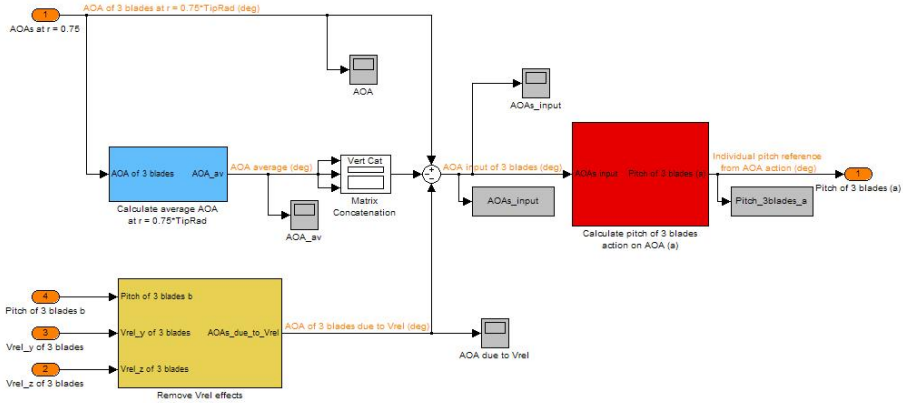 1
AOAs at r = 0.75
AOA of 3 blades at r = 0.75*TipRad (deg)
AOA
AOAs_input
AOA of 3 blades
AOA_av
Calculate average AOA
at r = 0.75*TipRad
AOA average (deg)
AOA_av
Vert Cat
Matrix
Concatenation
+
−
−
AOA input of 3 blades (deg)
AOAs_input
AOAs input
Pitch of 3 blades (a)
Calculate pitch of 3 blades
action on AOA (a)
Individual pitch reference
from AOA action (deg)
Pitch_3blades_a
1
Pitch of 3 blades (a)
4
Pitch of 3 blades b
3
Vrel_y of 3 blades
2
Vrel_z of 3 blades
Pitch of 3 blades b
Vrel_y of 3 blades
Vrel_z of 3 blades
AOAs_due_to_Vrel
Remove Vrel effects
AOA of 3 blades due to Vrel (deg)
AOA due to Vrel